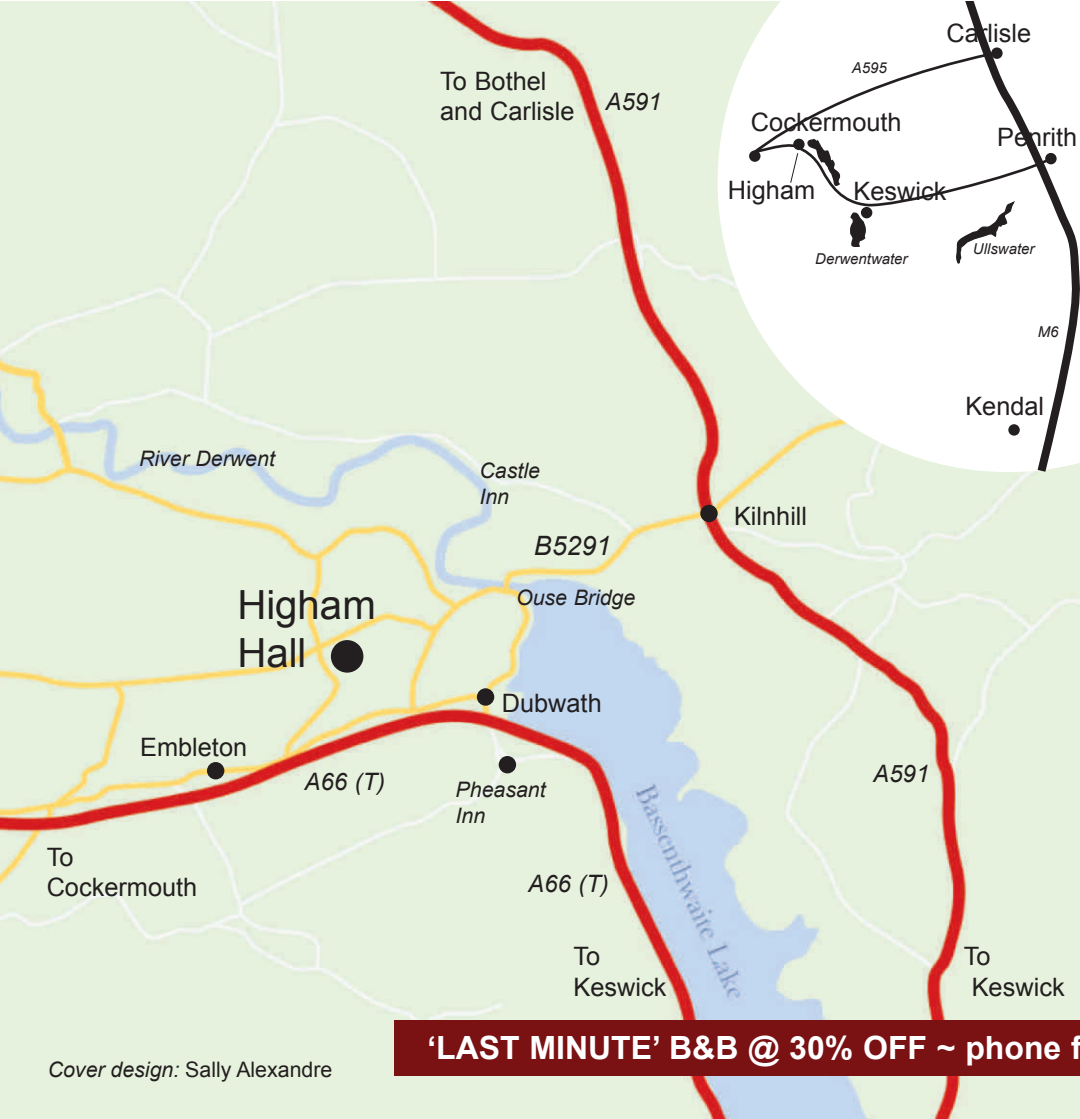 Carlisle
A595
To Bothel
and Carlisle
A591
Cockermouth
Penrith
Higham
Keswick
Derwentwater
Ullswater
M6
Kendal
River Derwent
Castle
Inn
Kilnhill
B5291
Ouse Bridge
Higham
Hall
Dubwath
Embleton
A66 (T)
Pheasant
Inn
A591
Bassenthwaite Lake
To
Cockermouth
A66 (T)
To
Keswick
To
Keswick
‘LAST MINUTE’ B&B @ 30% OFF ~ phone f
Cover design: Sally Alexandre